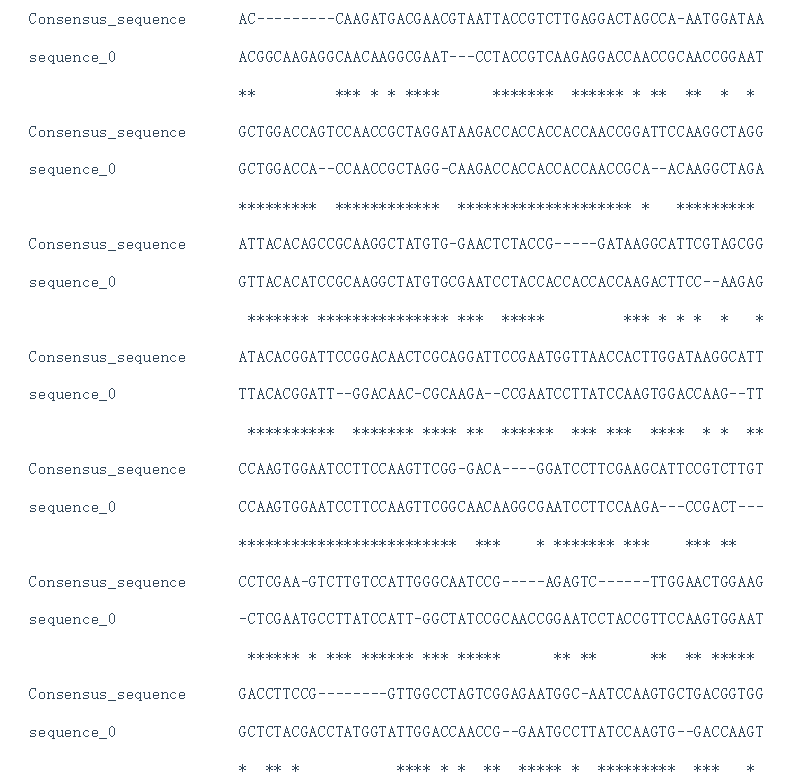 Consensus_sequence AC---------CAAGATGACGAACGTAATTACCGTCTTGAGGACTAGCCA-AATGGATAA
sequence_0 ACGGCAAGAGGCAACAAGGCGAAT---CCTACCGTCAAGAGGACCAACCGCAACCGGAAT
** *** * * **** ******* ****** * ** ** * *
Consensus_sequence GCTGGACCAGTCCAACCGCTAGGATAAGACCACCACCACCAACCGGATTCCAAGGCTAGG
sequence_0 GCTGGACCA--CCAACCGCTAGG-CAAGACCACCACCACCAACCGCA--ACAAGGCTAGA
********* ************ ******************** * *********
Consensus_sequence ATTACACAGCCGCAAGGCTATGTG-GAACTCTACCG-----GATAAGGCATTCGTAGCGG
sequence_0 GTTACACATCCGCAAGGCTATGTGCGAATCCTACCACCACCACCAAGACTTCC--AAGAG
******* *************** *** ***** *** * * * * *
Consensus_sequence ATACACGGATTCCGGACAACTCGCAGGATTCCGAATGGTTAACCACTTGGATAAGGCATT
sequence_0 TTACACGGATT--GGACAAC-CGCAAGA--CCGAATCCTTATCCAAGTGGACCAAG--TT
********** ******* **** ** ****** *** *** **** * * **
Consensus_sequence CCAAGTGGAATCCTTCCAAGTTCGG-GACA----GGATCCTTCGAAGCATTCCGTCTTGT
sequence_0 CCAAGTGGAATCCTTCCAAGTTCGGCAACAAGGCGAATCCTTCCAAGA---CCGACT---
************************* *** * ******* *** *** **
Consensus_sequence CCTCGAA-GTCTTGTCCATTGGGCAATCCG-----AGAGTC------TTGGAACTGGAAG
sequence_0 -CTCGAATGCCTTATCCATT-GGCTATCCGCAACCGGAATCCTACCGTTCCAAGTGGAAT
****** * *** ****** *** ***** ** ** ** ** *****
Consensus_sequence GACCTTCCG--------GTTGGCCTAGTCGGAGAATGGC-AATCCAAGTGCTGACGGTGG
sequence_0 GCTCTACGACCTATGGTATTGGACCAACCG--GAATGCCTTATCCAAGTG--GACCAAGT
* ** * **** * * ** ***** * ********* *** *